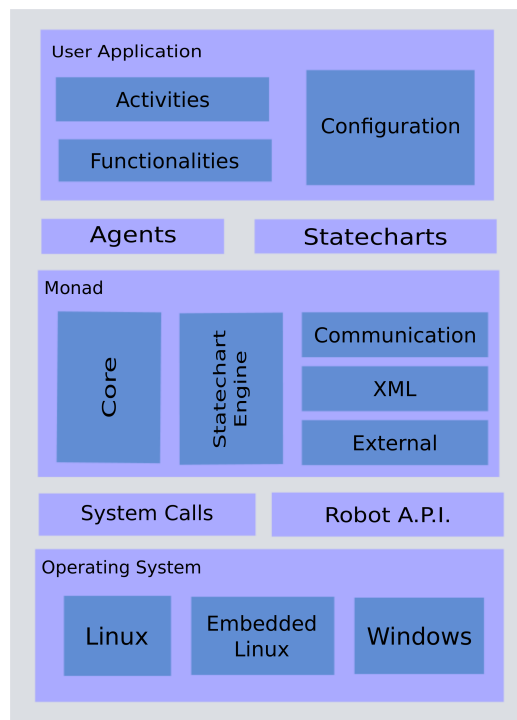 User Application
Activities
Configuration
Functionalities
Agents
Statecharts
Monad
Core
Statechart
Engine
Communication
XML
External
System Calls
Robot A.P.I.
Operating System
Linux
Embedded
Linux
Windows